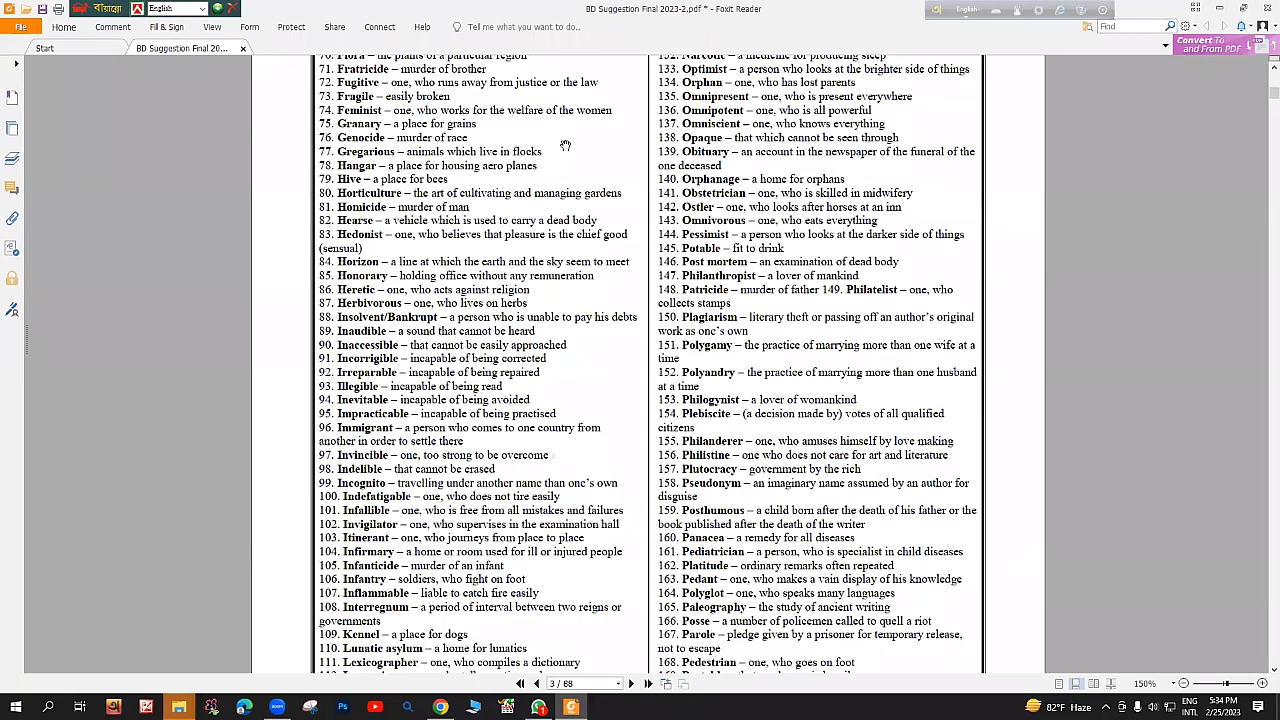 বাংলা
English
BD Suggestion Final 2023-2.pdf * - Foxit Reader
English
File
Home
Comment
Fill & Sign
View
Form
Protect
Share
Connect
Help
Tell me what you want to do..
Find
Start
BD Suggestion Final 20...
Convert To
and From PDF
70. Flora – the plants of a particular region
71. Fratricide – murder of brother
72. Fugitive – one, who runs away from justice or the law
73. Fragile – easily broken
74. Feminist – one, who works for the welfare of the women
75. Granary – a place for grains
76. Genocide – murder of race
77. Gregarious – animals which live in flocks
78. Hangar – a place for housing aero planes
79. Hive – a place for bees
80. Horticulture – the art of cultivating and managing gardens
81. Homicide – murder of man
82. Hearse – a vehicle which is used to carry a dead body
83. Hedonist – one, who believes that pleasure is the chief good
(sensual)
84. Horizon – a line at which the earth and the sky seem to meet
85. Honorary – holding office without any remuneration
86. Heretic – one, who acts against religion
87. Herbivorous – one, who lives on herbs
88. Insolvent/Bankrupt – a person who is unable to pay his debts
89. Inaudible – a sound that cannot be heard
90. Inaccessible – that cannot be easily approached
91. Incorrigible – incapable of being corrected
92. Irreparable – incapable of being repaired
93. Illegible – incapable of being read
94. Inevitable – incapable of being avoided
95. Impracticable – incapable of being practised
96. Immigrant – a person who comes to one country from
another in order to settle there
97. Invincible – one, too strong to be overcome
98. Indelible – that cannot be erased
99. Incognito – travelling under another name than one's own
100. Indefatigable – one, who does not tire easily
101. Infallible – one, who is free from all mistakes and failures
102. Invigilator – one, who supervises in the examination hall
103. Itinerant – one, who journeys from place to place
104. Infirmary – a home or room used for ill or injured people
105. Infanticide – murder of an infant
106. Infantry – soldiers, who fight on foot
107. Inflammable – liable to catch fire easily
108. Interregnum – a period of interval between two reigns or
governments
109. Kennel – a place for dogs
110. Lunatic asylum – a home for lunatics
111. Lexicographer – one, who compiles a dictionary
132. Narcotic – a medicine for producing sleep
133. Optimist – a person who looks at the brighter side of things
134. Orphan – one, who has lost parents
135. Omnipresent – one, who is present everywhere
136. Omnipotent – one, who is all powerful
137. Omniscient – one, who knows everything
138. Opaque – that which cannot be seen through
139. Obituary – an account in the newspaper of the funeral of the
one deceased
140. Orphanage – a home for orphans
141. Obstetrician – one, who is skilled in midwifery
142. Ostler – one, who looks after horses at an inn
143. Omnivorous – one, who eats everything
144. Pessimist – a person who looks at the darker side of things
145. Potable – fit to drink
146. Post mortem – an examination of dead body
147. Philanthropist – a lover of mankind
148. Patricide – murder of father 149. Philatelist – one, who
collects stamps
150. Plagiarism – literary theft or passing off an author's original
work as one's own
151. Polygamy – the practice of marrying more than one wife at a
time
152. Polyandry – the practice of marrying more than one husband
at a time
153. Philogynist – a lover of womankind
154. Plebiscite – (a decision made by) votes of all qualified
citizens
155. Philanderer – one, who amuses himself by love making
156. Philistine – one who does not care for art and literature
157. Plutocracy – government by the rich
158. Pseudonym – an imaginary name assumed by an author for
disguise
159. Posthumous – a child born after the death of his father or the
book published after the death of the writer
160. Panacea – a remedy for all diseases
161. Pediatrician – a person, who is specialist in child diseases
162. Platitude – ordinary remarks often repeated
163. Pedant – one, who makes a vain display of his knowledge
164. Polyglot – one, who speaks many languages
165. Paleography – the study of ancient writing
166. Posse – a number of policemen called to quell a riot
167. Parole – pledge given by a prisoner for temporary release,
not to escape
168. Pedestrian – one, who goes on foot
3 / 88
150%
82°F Haze
ENG
INTL
5:34 PM
2/25/2023